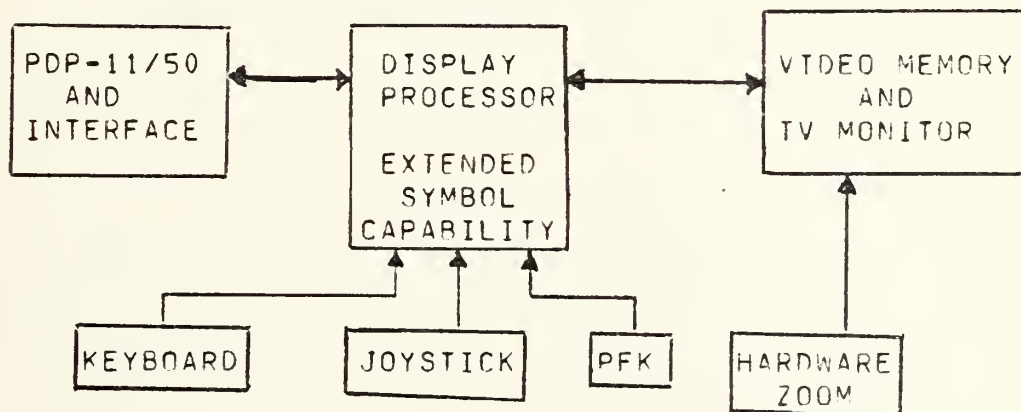 PDP-11/50
AND
INTERFACE
DISPLAY
PROCESSOR
EXTENDED
SYMBOL
CAPABILITY
VIDEO MEMORY
AND
TV MONITOR
KEYBOARD
JOYSTICK
PFK
HARDWARE
ZOOM